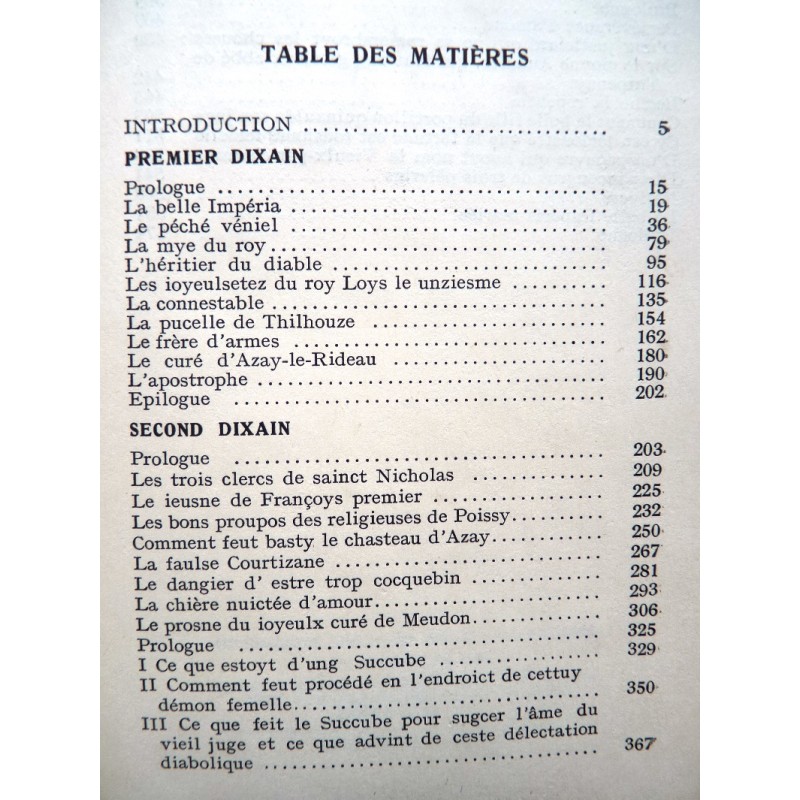 TABLE DES MATIÈRES
INTRODUCTION ................................ 5
PREMIER DIXAIN
Prologue ................................ 15
La belle Impéria ................................ 19
Le péché véniel ................................ 36
La mye du roy ................................ 79
L'héritier du diable ................................ 95
Les ioyeulsetez du roy Loys le unziesme .......... 116
La connestable ................................ 135
La pucelle de Thilhouze ........................ 154
Le frère d'armes ................................ 162
Le curé d'Azay-le-Rideau ...................... 180
L'apostrophe ................................ 190
Epilogue ................................ 202
SECOND DIXAIN
Prologue ................................ 203
Les trois clercs de sainct Nicholas .............. 209
Le ieusne de Françoys premier .................. 225
Les bons proupos des religieuses de Poissy .......... 232
Comment feut basty le chasteau d'Azay ............ 250
La faulse Courtizane ........................ 267
Le dangier d' estre trop cocquebin .............. 281
La chière nuictée d'amour ...................... 293
Le prosne du ioyeulx curé de Meudon .............. 306
Prologue ................................ 325
I Ce que estoyt d'ung Succube .................. 329
II Comment feut procédé en l'endroict de cettuy
démon femelle ................................ 350
III Ce que feit le Succube pour sugcer l'âme du
vieil juge et ce que advint de ceste délectation
diabolique ................................ 367